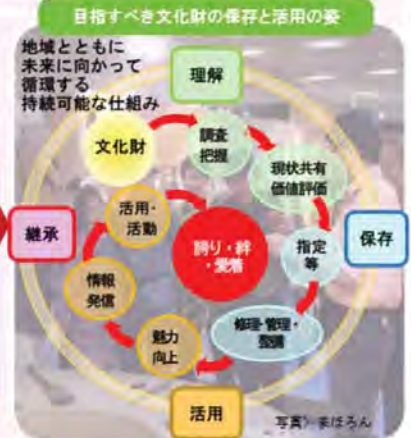 目指すべき文化財の保存と活用の姿
地域とともに
未来に向かって
循環する
持続可能な仕組み
理解
文化財
調査
把握
現状共有
価値評価
保存
指定
等
修理・管理・
整備
活用
魅力
向上
情報
発信
継承
活用・
活動
誇り・絆
・愛着
写真）まほろん